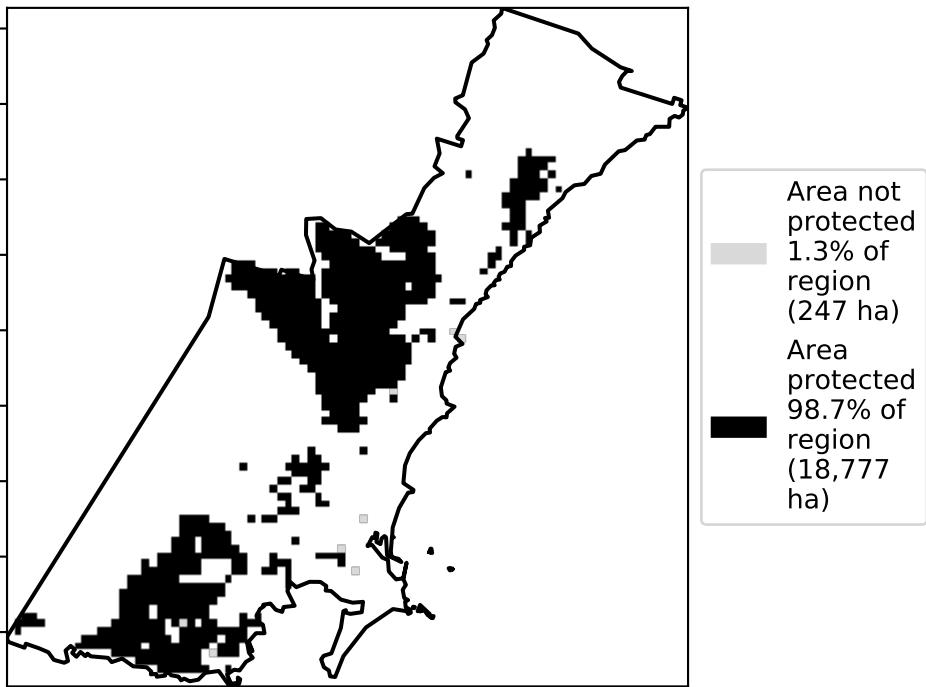 Area not
protected
1.3% of
region
(247 ha)
Area
protected
98.7% of
region
(18,777
ha)